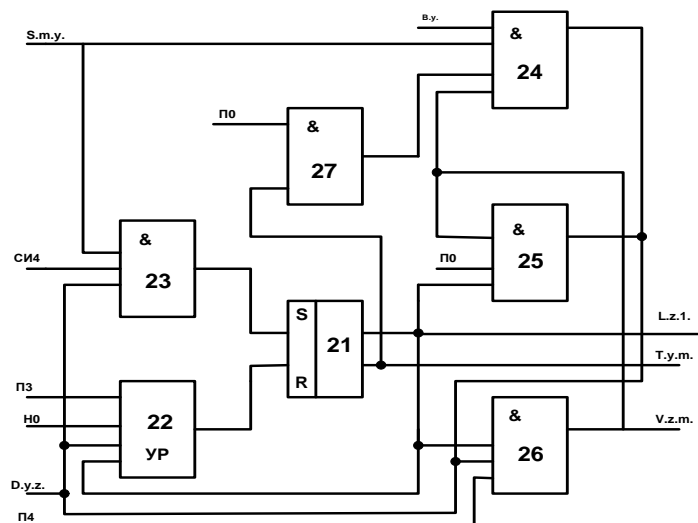 В.у.
S.m.y.
&
24
П0
&
27
&
25
П0
&
23
СИ4
S
21
R
L.z.1.
T.y.m.
П3
Н0
22
УР
&
26
V.z.m.
D.y.z.
П4